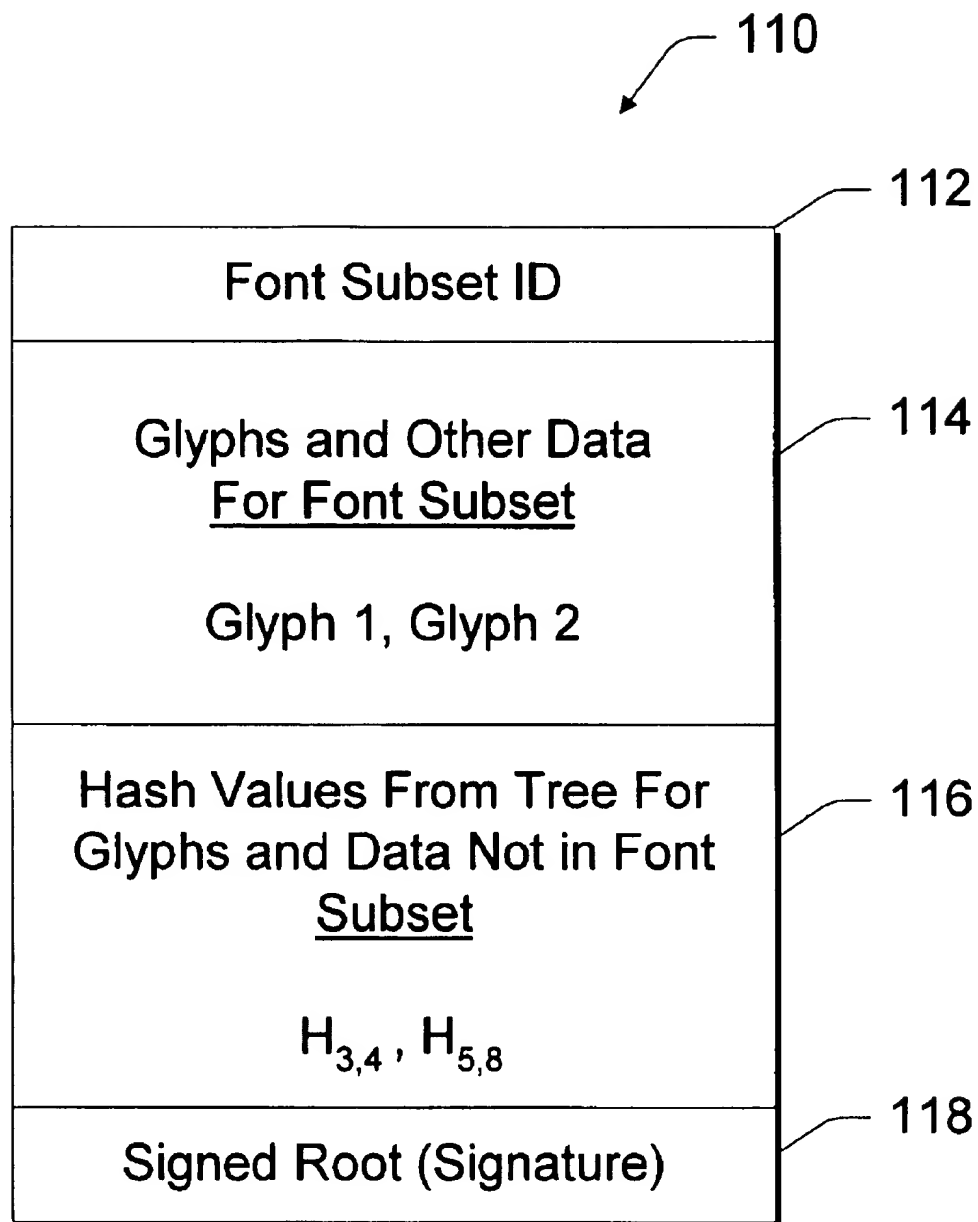 110
112
Font Subset ID
114
Glyphs and Other Data
For Font Subset
Glyph 1, Glyph 2
116
Hash Values From Tree For
Glyphs and Data Not in Font
Subset
H3,4 , H5,8
118
Signed Root (Signature)